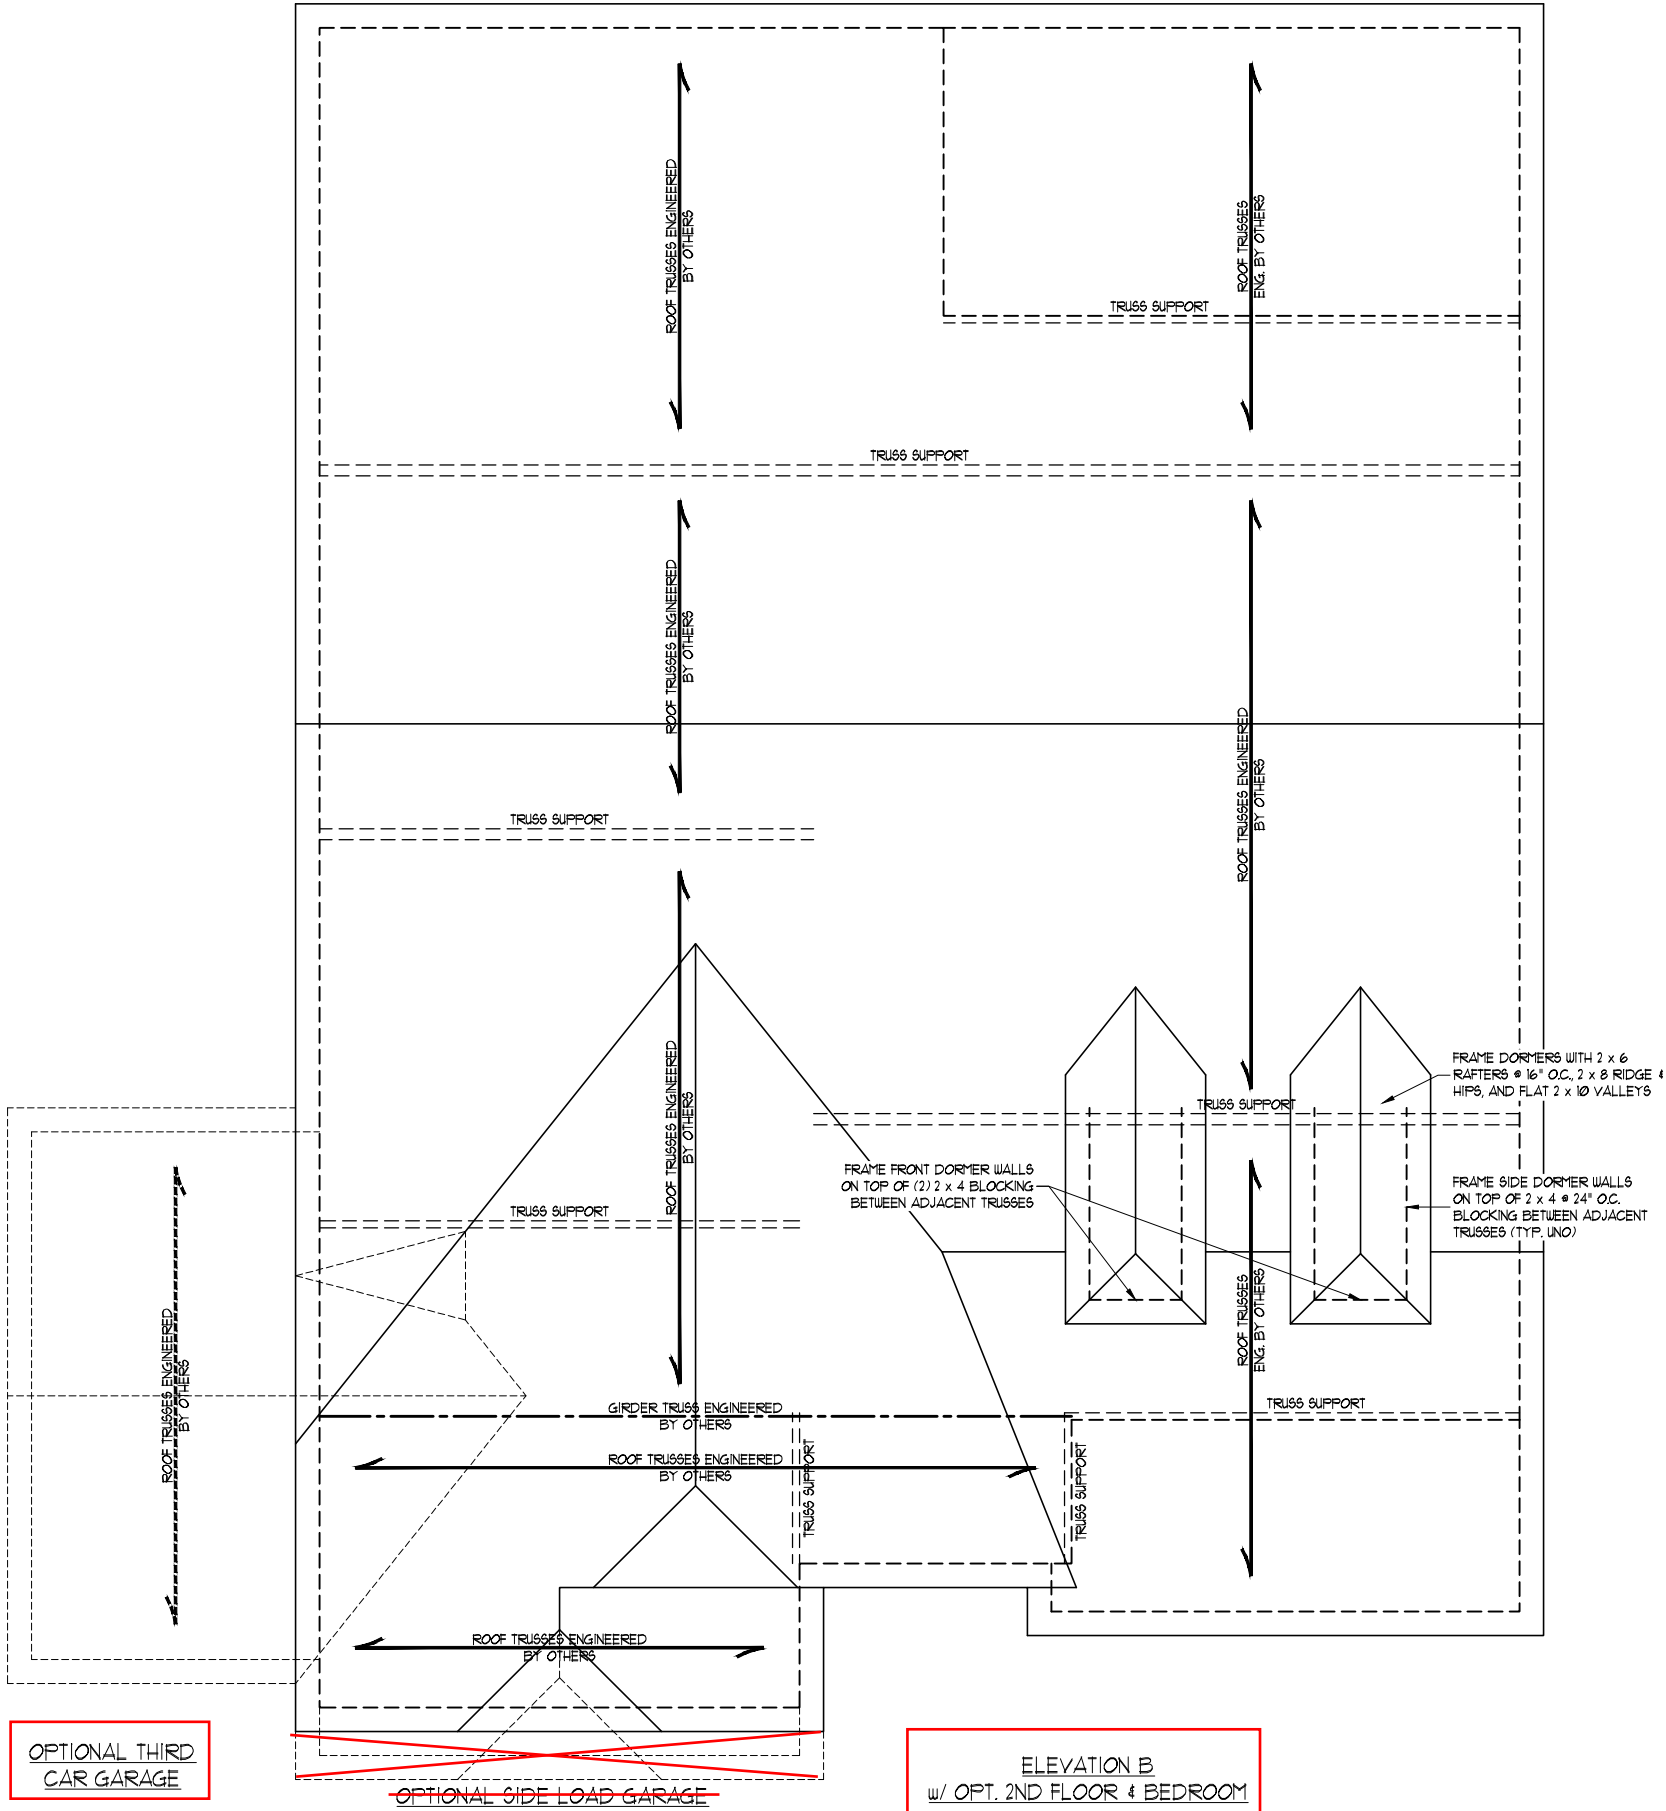 ROOF TRUSSES ENGINEERED
BY OTHERS
ROOF TRUSSES
ENG. BY OTHERS
TRUSS SUPPORT
TRUSS SUPPORT
ROOF TRUSSES ENGINEERED
BY OTHERS
ROOF TRUSSES ENGINEERED
BY OTHERS
TRUSS SUPPORT
ROOF TRUSSES ENGINEERED
BY OTHERS
FRAME DORMERS WITH 2 x 6
RAFTERS @ 16" O.C., 2 x 8 RIDGE &
HIPS, AND FLAT 2 x 10 VALLEYS
TRUSS SUPPORT
FRAME FRONT DORMER WALLS
ON TOP OF (2) 2 x 4 BLOCKING
BETWEEN ADJACENT TRUSSES
FRAME SIDE DORMER WALLS
ON TOP OF 2 x 4 @ 24" O.C.
BLOCKING BETWEEN ADJACENT
TRUSSES (TYP. UNO)
TRUSS SUPPORT
ROOF TRUSSES
ENG. BY OTHERS
ROOF TRUSSES ENGINEERED
BY OTHERS
TRUSS SUPPORT
GIRDER TRUSS ENGINEERED
BY OTHERS
ROOF TRUSSES ENGINEERED
BY OTHERS
TRUSS SUPPORT
TRUSS SUPPORT
ROOF TRUSSES ENGINEERED
BY OTHERS
OPTIONAL THIRD
CAR GARAGE
OPTIONAL SIDE LOAD GARAGE
ELEVATION B
w/ OPT. 2ND FLOOR & BEDROOM